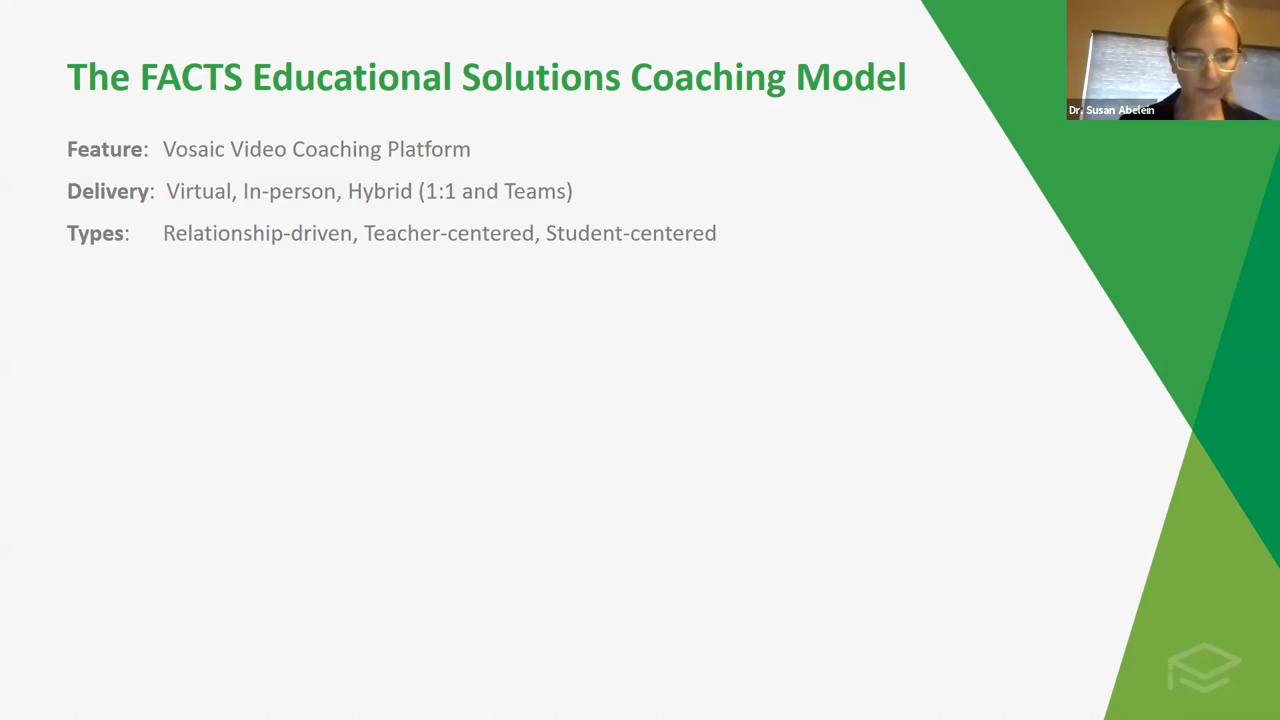 The FACTS Educational Solutions Coaching Model
Dr. Susan Abelein
Feature: Vosaic Video Coaching Platform
Delivery: Virtual, In-person, Hybrid (1:1 and Teams)
Types: Relationship-driven, Teacher-centered, Student-centered